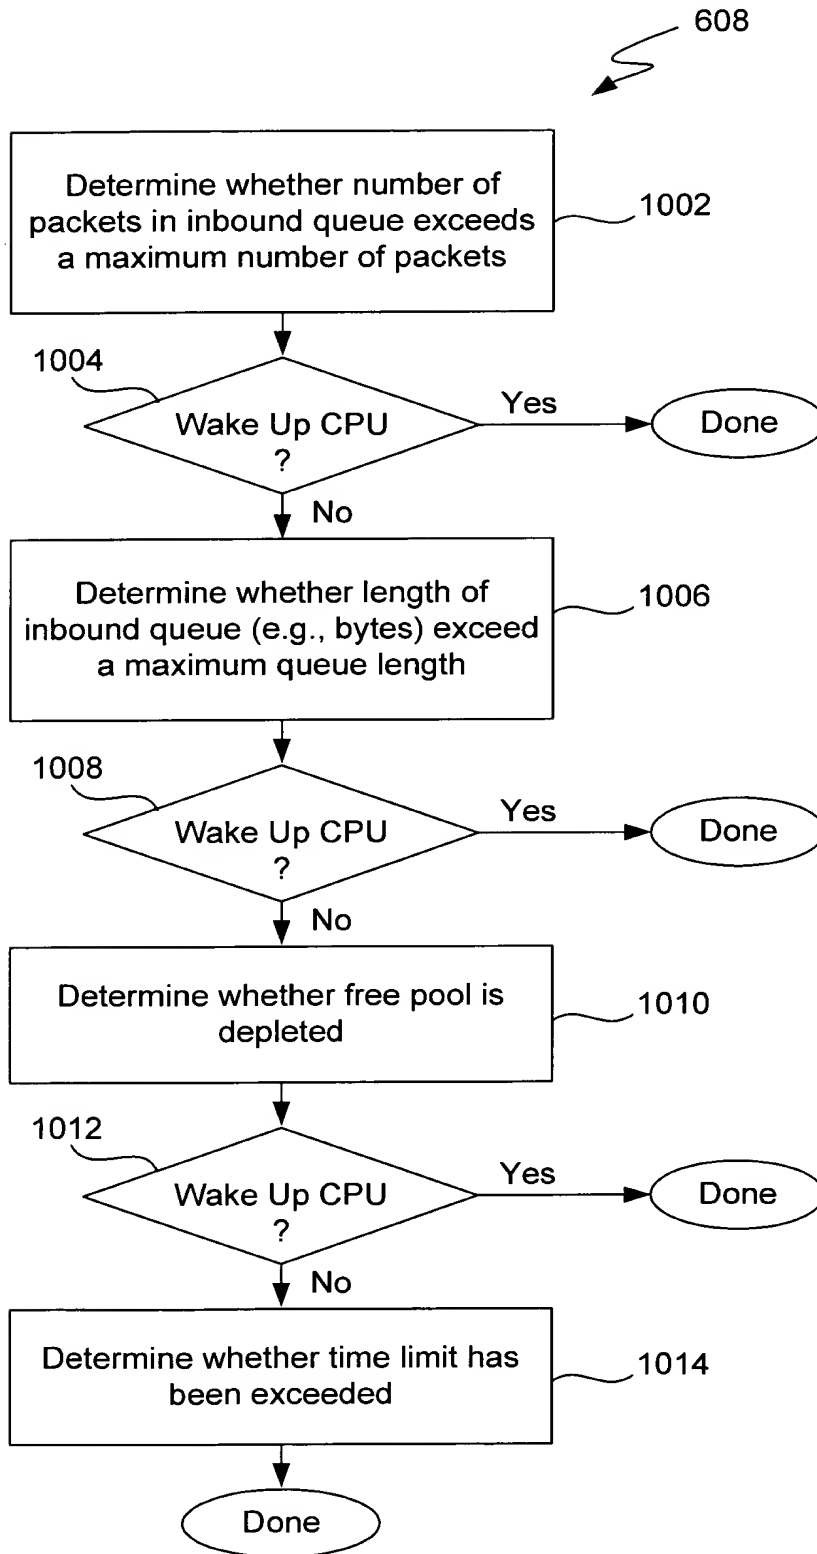 608
Determine whether number of
packets in inbound queue exceeds
a maximum number of packets
1002
1004
Wake Up CPU
?
Yes
Done
No
Determine whether length of
inbound queue (e.g., bytes) exceed
a maximum queue length
1006
1008
Wake Up CPU
?
Yes
Done
No
Determine whether free pool is
depleted
1010
1012
Wake Up CPU
?
Yes
Done
No
Determine whether time limit has
been exceeded
1014
Done